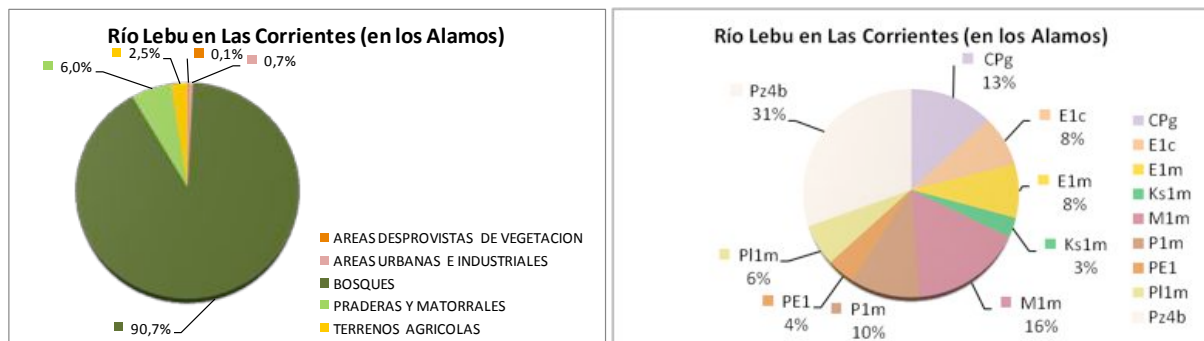 Río Lebu en Las Corrientes (en los Alamos)
2,5%
0,1%
6,0%
0,7%
90,7%
AREAS DESPROVISTAS DE VEGETACION
AREAS URBANAS E INDUSTRIALES
BOSQUES
PRADERAS Y MATORRALES
TERRENOS AGRICOLAS
Río Lebu en Las Corrientes (en los Alamos)
CPg
13%
E1c
8%
E1m
8%
Ks1m
3%
M1m
16%
P1m
10%
PE1
4%
Pl1m
6%
Pz4b
31%
CPg
E1c
E1m
Ks1m
M1m
P1m
PE1
Pl1m
Pz4b